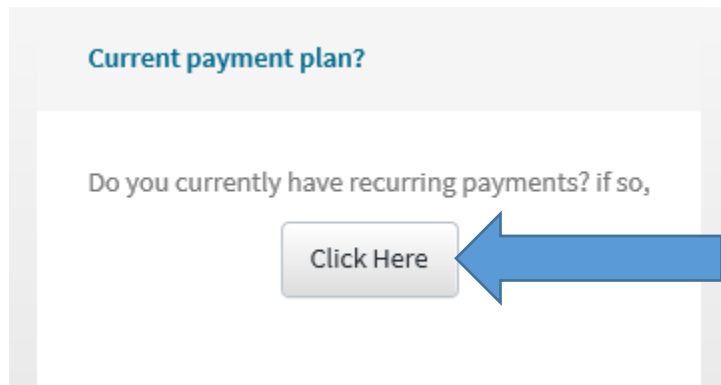 Current payment plan?
Do you currently have recurring payments? if so,
Click Here